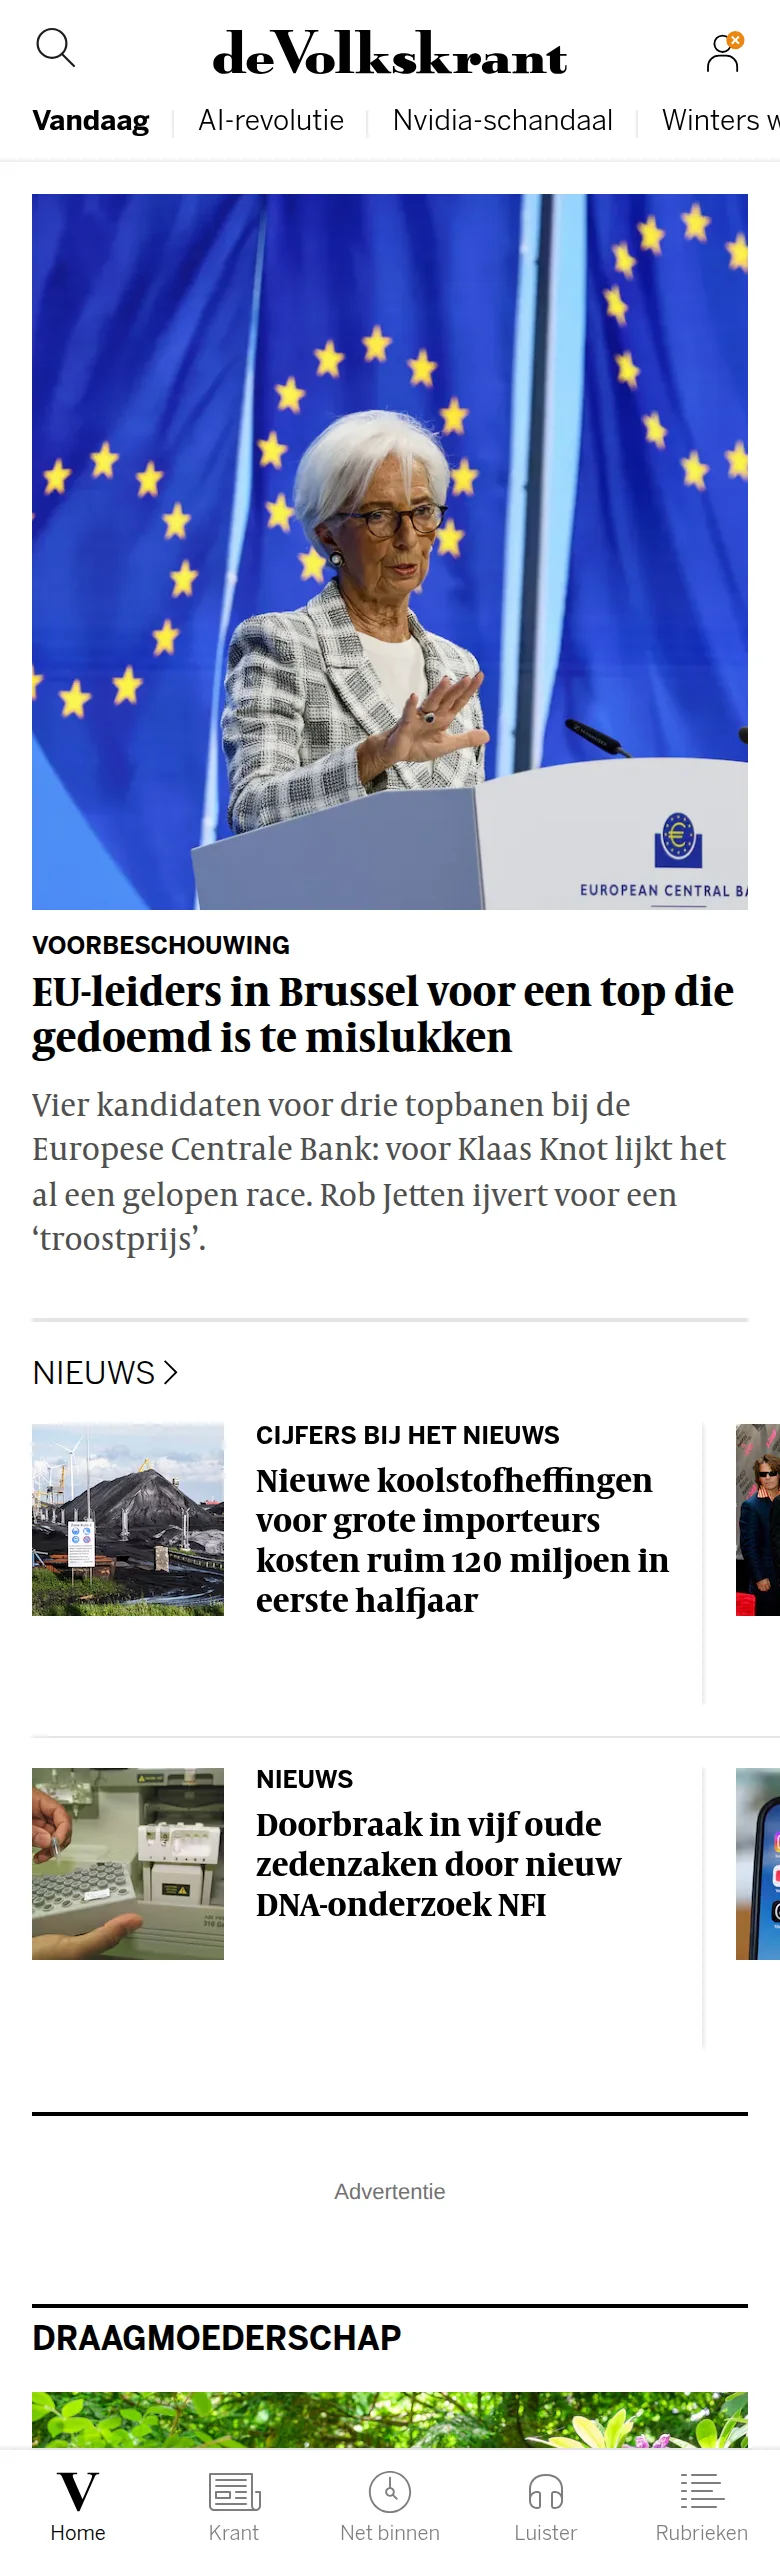 deVolkskrant
Vandaag
AI-revolutie
Nvidia-schandaal
Winters w
EUROPEAN CENTRAL BA
VOORBESCHOUWING
EU-leiders in Brussel voor een top die
gedoemd is te mislukken
Vier kandidaten voor drie topbanen bij de
Europese Centrale Bank: voor Klaas Knot lijkt het
al een gelopen race. Rob Jetten ijvert voor een
‘troostprijs’.
NIEUWS
CIJFERS BIJ HET NIEUWS
Nieuwe koolstofheffingen
voor grote importeurs
kosten ruim 120 miljoen in
eerste halfjaar
NIEUWS
Doorbraak in vijf oude
zedenzaken door nieuw
DNA-onderzoek NFI
Advertentie
DRAAGMOEDERSCHAP
Home
Krant
Net binnen
Luister
Rubrieken